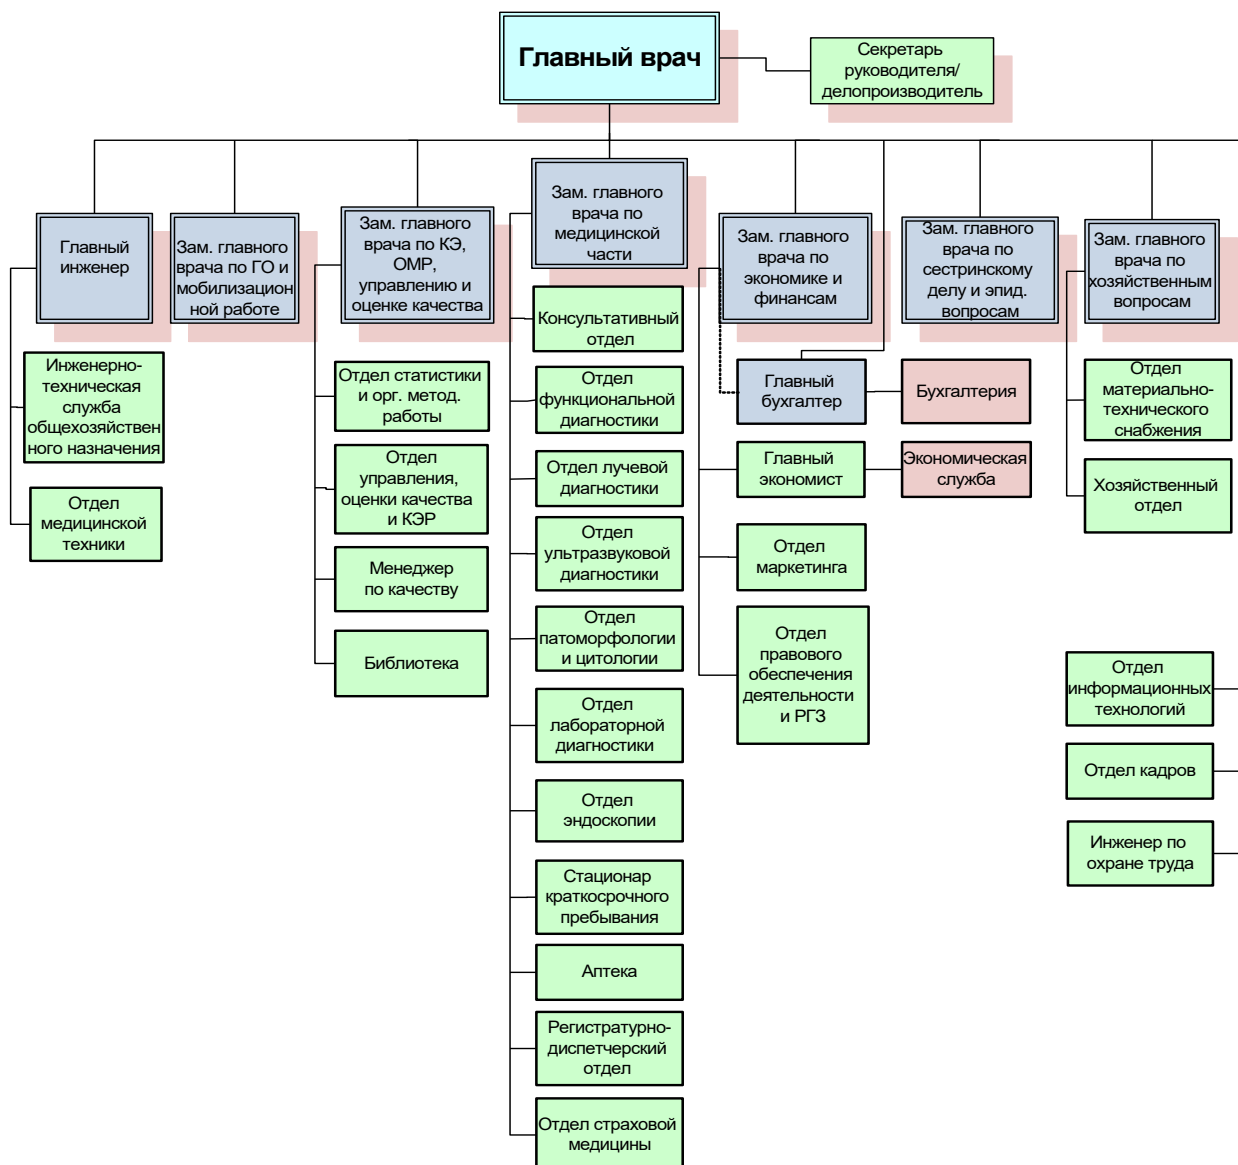 Главный врач
Секретарь
руководителя/
делопроизводитель
Главный
инженер
Зам. главного
врача по ГО и
мобилизацион
ной работе
Зам. главного
врача по КЭ,
ОМР,
управлению и
оценке качества
Зам. главного
врача по
медицинской
части
Зам. главного
врача по
экономике и
финансам
Зам. главного
врача по
сестринскому
делу и эпид.
вопросам
Зам. главного
врача по
хозяйственным
вопросам
Инженерно-
техническая
служба
общехозяйствен
ного назначения
Отдел
медицинской
техники
Отдел статистики
и орг. метод.
работы
Отдел
управления,
оценки качества
и КЭР
Менеджер
по качеству
Библиотека
Консультативный
отдел
Отдел
функциональной
диагностики
Отдел лучевой
диагностики
Отдел
ультразвуковой
диагностики
Отдел
патоморфологии
и цитологии
Отдел
лабораторной
диагностики
Отдел
эндоскопии
Стационар
краткосрочного
пребывания
Аптека
Регистратурно-
диспетчерский
отдел
Отдел страховой
медицины
Главный
бухгалтер
Бухгалтерия
Главный
экономист
Экономическая
служба
Отдел
маркетинга
Отдел
правового
обеспечения
деятельности
и РГЗ
Отдел
материально-
технического
снабжения
Хозяйственный
отдел
Отдел
информационных
технологий
Отдел кадров
Инженер по
охране труда